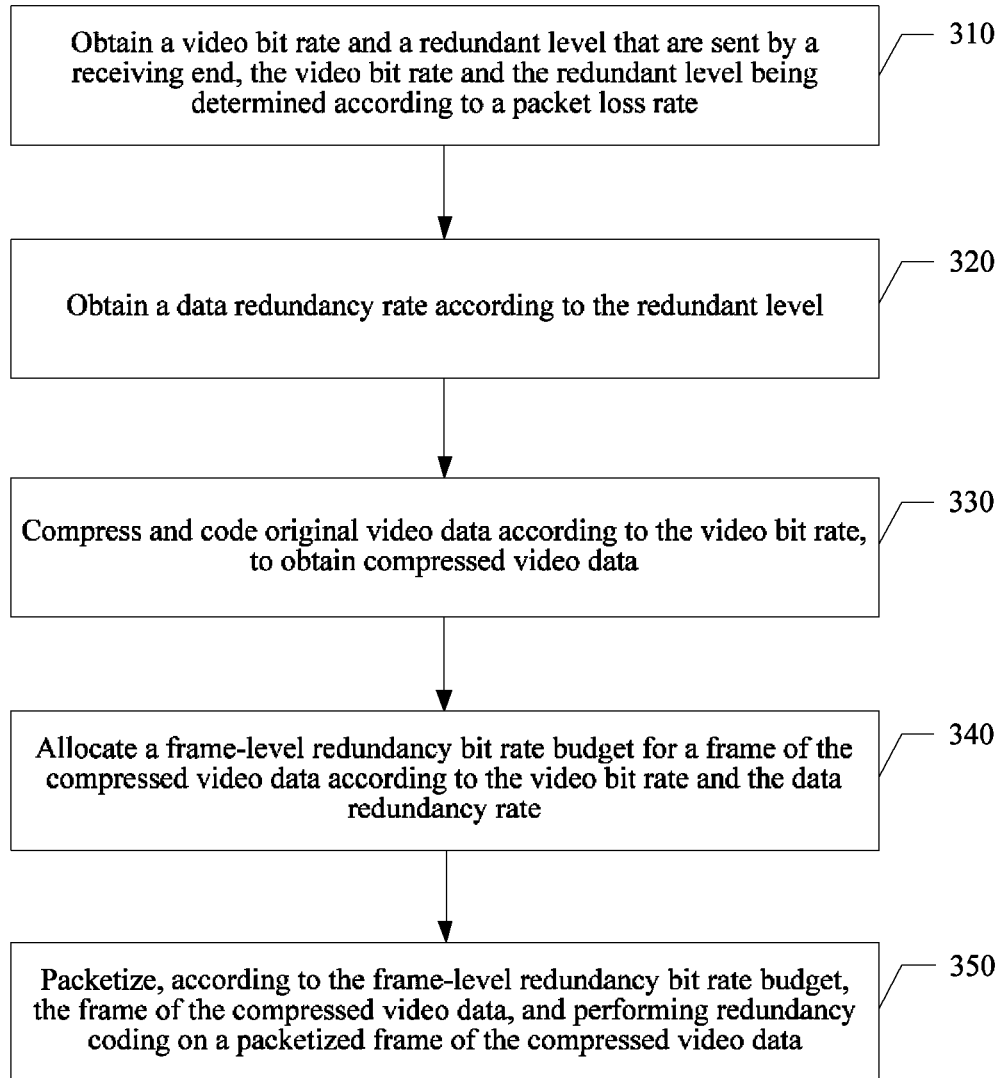 Obtain a video bit rate and a redundant level that are sent by a
receiving end, the video bit rate and the redundant level being
determined according to a packet loss rate
310
Obtain a data redundancy rate according to the redundant level
320
Compress and code original video data according to the video bit rate,
to obtain compressed video data
330
Allocate a frame-level redundancy bit rate budget for a frame of the
compressed video data according to the video bit rate and the data
redundancy rate
340
Packetize, according to the frame-level redundancy bit rate budget,
the frame of the compressed video data, and performing redundancy
coding on a packetized frame of the compressed video data
350